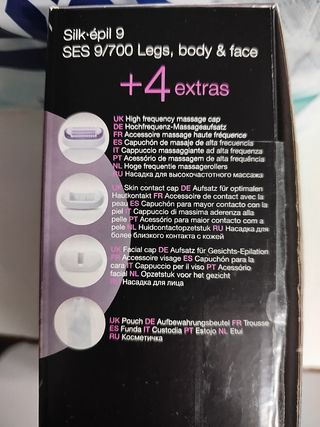 Silk·épil 9
SES 9/700 Legs, body & face
+4 extras
UK High frequency massage cap
DE Hochfrequenz-Massageaufsatz
FR Accessoire massage haute fréquence
ES Capuchón de masaje de alta frecuencia
IT Cappuccio massaggiante ad alta frequenza
PT Acessório de massagem de alta frequência
NL Hoge frequentie massagerollers
RU Насадка для высокочастотного массажа
UK Skin contact cap DE Aufsatz für optimalen
Hautkontakt FR Accessoire de contact avec la
peau ES Capuchón para mayor contacto con la
piel IT Cappuccio di massima aderenza alla
pelle PT Acessório para maior contacto com a
pele NL Huidcontactopzetstuk RU Насадка для
более близкого контакта с кожей
UK Facial cap DE Aufsatz für Gesichts-Epilation
FR Accessoire visage ES Capuchón para la
cara IT Cappuccio per il viso PT Acessório
facial NL Opzetstuk voor het gezicht
RU Насадка для лица
UK Pouch DE Aufbewahrungsbeutel FR Trousse
ES Funda IT Custodia PT Estojo NL Etui
RU Косметичка